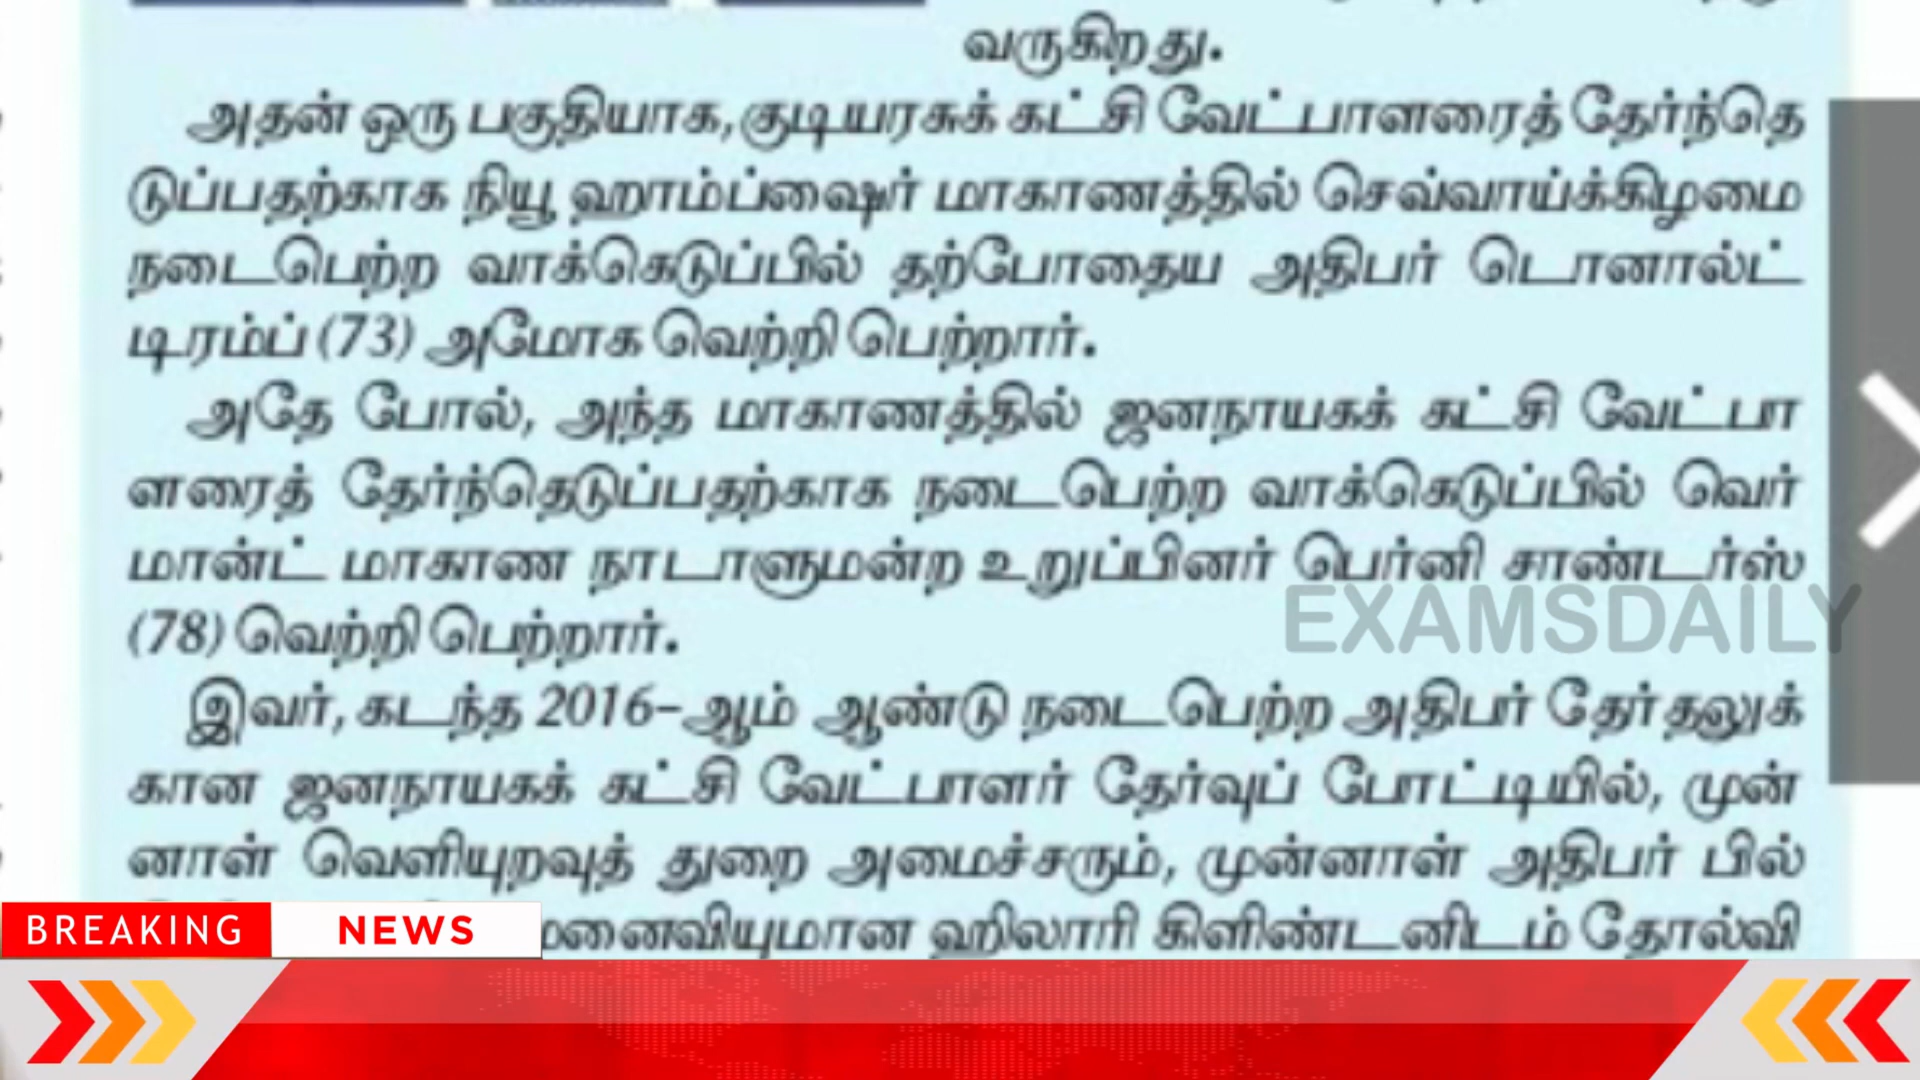 வருகிறது.
அதன் ஒரு பகுதியாக, குடியரசுக் கட்சி வேட்பாளரைத் தேர்ந்தெ
டுப்பதற்காக நியூ ஹாம்ப்ஷைர் மாகாணத்தில் செவ்வாய்க்கிழமை
நடைபெற்ற வாக்கெடுப்பில் தற்போதைய அதிபர் டொனால்ட்
டிரம்ப் (73) அமோக வெற்றி பெற்றார்.
அதே போல், அந்த மாகாணத்தில் ஜனநாயகக் கட்சி வேட்பா
ளரைத் தேர்ந்தெடுப்பதற்காக நடைபெற்ற வாக்கெடுப்பில் வெர்
மான்ட் மாகாண நாடாளுமன்ற உறுப்பினர் பெர்னி சாண்டர்ஸ்
(78) வெற்றி பெற்றார்.
EXAMSDAILY
இவர், கடந்த 2016-ஆம் ஆண்டு நடைபெற்ற அதிபர் தேர்தலுக்
கான ஜனநாயகக் கட்சி வேட்பாளர் தேர்வுப் போட்டியில், முன்
னாள் வெளியுறவுத் துறை அமைச்சரும், முன்னாள் அதிபர் பில்
மனைவியுமான ஹிலாரி கிளிண்டனிடம் தோல்வி
BREAKING NEWS